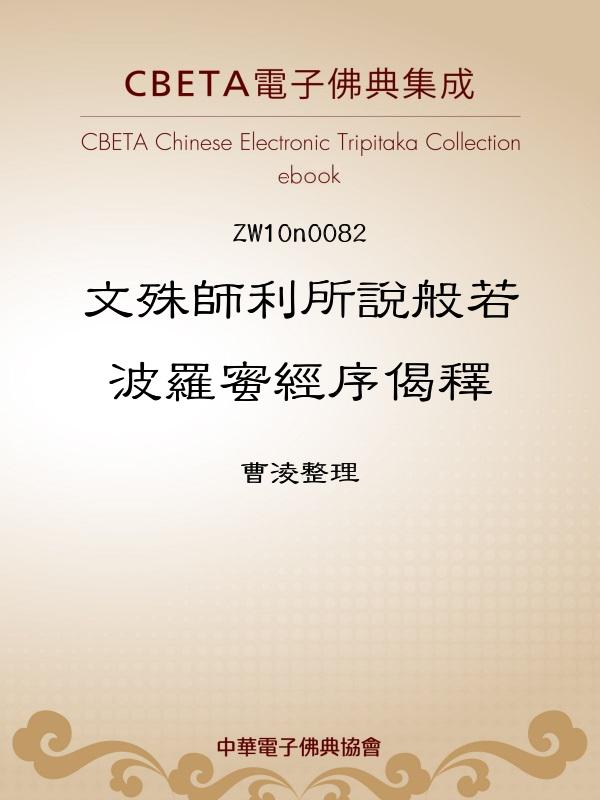 CBETA電子佛典集成
CBETA Chinese Electronic Tripitaka Collection
ebook
ZW10n0082
文殊師利所說般若
波羅蜜經序偈釋
曹淩整理
中華電子佛典協會